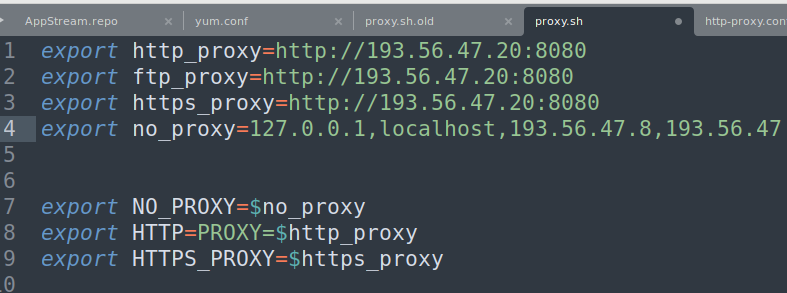 AppStream.repo × yum.conf × proxy.sh.old × proxy.sh ● http-proxy.con
1 export http_proxy=http://193.56.47.20:8080
2 export ftp_proxy=http://193.56.47.20:8080
3 export https_proxy=http://193.56.47.20:8080
4 export no_proxy=127.0.0.1,localhost,193.56.47.8,193.56.47
5
6
7 export NO_PROXY=$no_proxy
8 export HTTP=PROXY=$http_proxy
9 export HTTPS_PROXY=$https_proxy
0